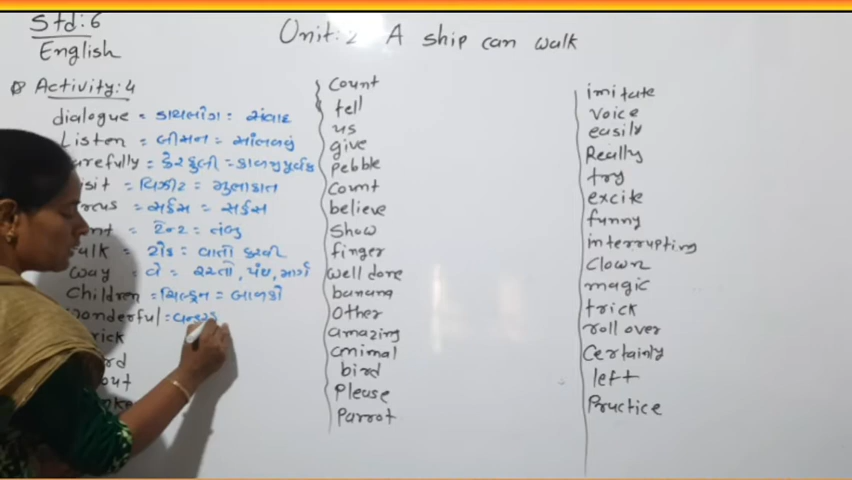 Std: 6
English
Unit: 2 A ship can walk
Activity: 4
dialogue = ડાયલોગ = સંવાદ
Listen = લીસન = સાંભળવું
carefully = કેરફુલી = કાળજીપૂર્વક
visit = વિઝીટ = મુલાકાત
circus = સર્કસ = સર્કસ
tent = ટેન્ટ = તંબુ
talk = ટોક = વાતો કરવી
way = વે = રસ્તો, પંથ, માર્ગ
Children = ચિલ્ડ્રન = બાળકો
wonderful =
Count
tell
us
give
Pebble
Count
believe
Show
finger
well done
banana
Other
amazing
animal
bird
Please
Parrot
imitate
voice
easily
Really
try
excite
funny
interrupting
Clown
magic
trick
roll over
Certainly
left
Practice